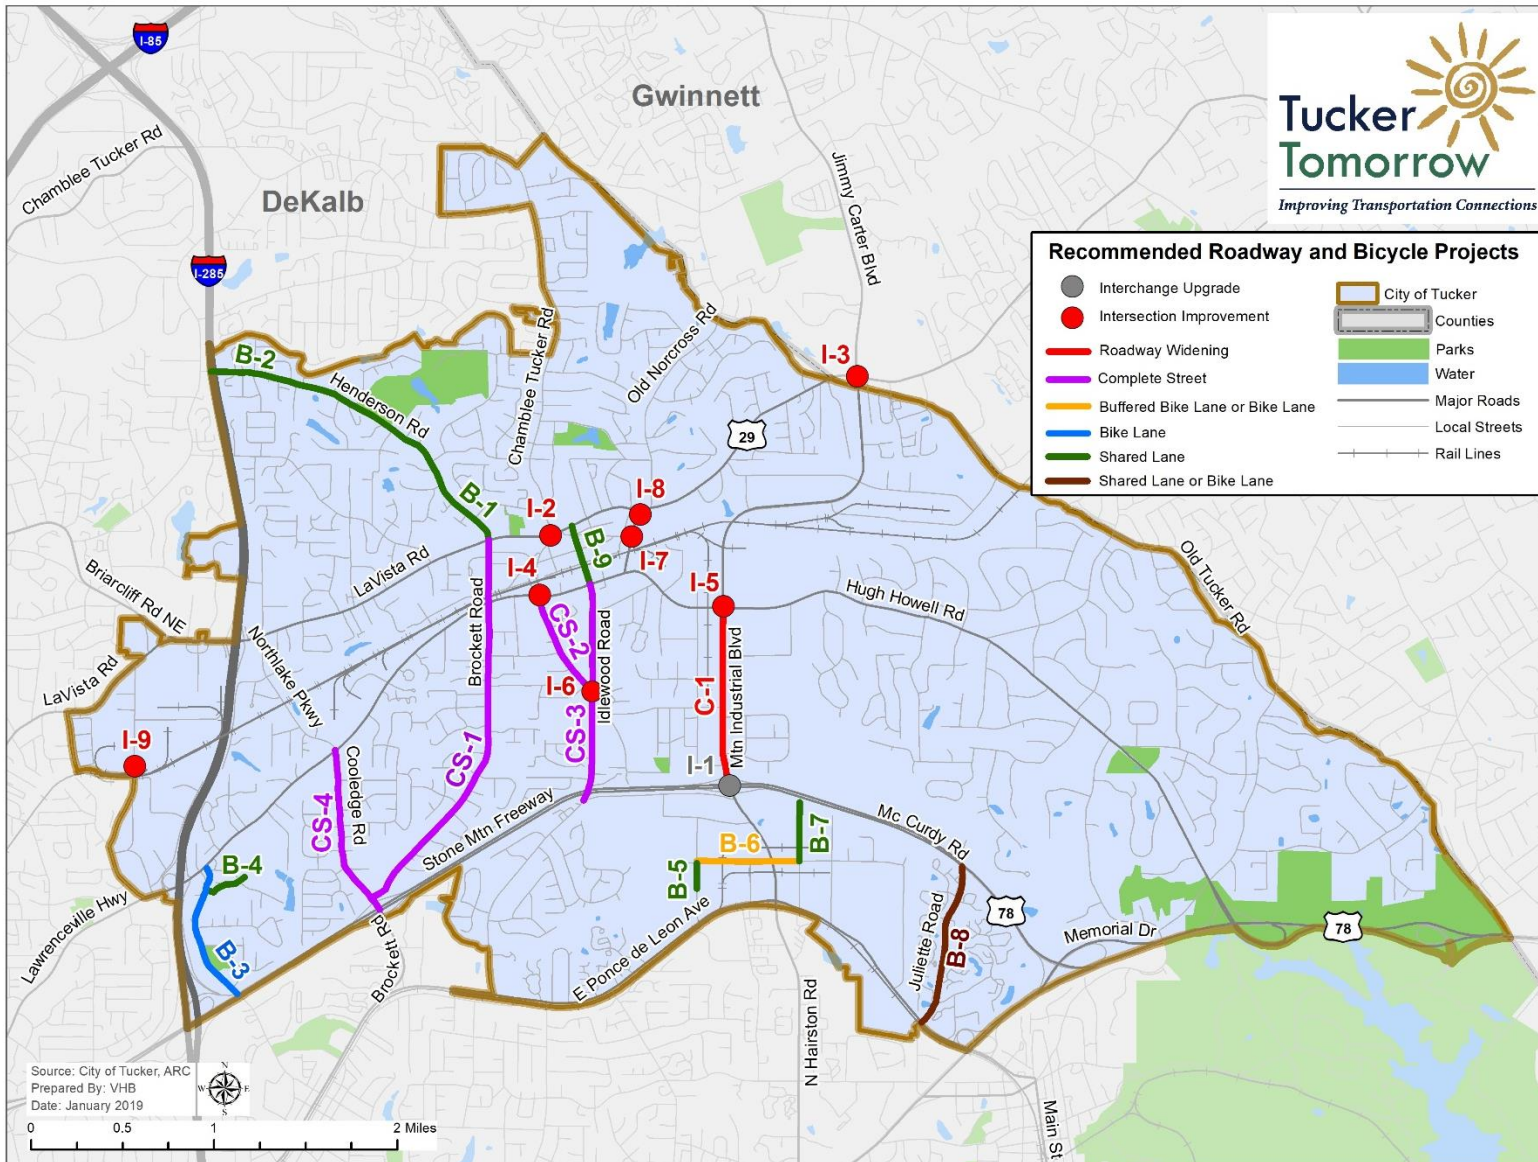 I-85
Gwinnett
Tucker
Tomorrow
Improving Transportation Connections
Chamblee Tucker Rd
DeKalb
Jimmy Carter Blvd
I-285
Recommended Roadway and Bicycle Projects
Interchange Upgrade
Intersection Improvement
Roadway Widening
Complete Street
Buffered Bike Lane or Bike Lane
Bike Lane
Shared Lane
Shared Lane or Bike Lane
City of Tucker
Counties
Parks
Water
Major Roads
Local Streets
Rail Lines
B-2
Henderson Rd
Chamblee Tucker Rd
Old Norcross Rd
I-3
29
B-1
I-2
I-8
B-9
I-7
I-4
I-5
LaVista Rd
Briarcliff Rd NE
LaVista Rd
Northlake Pkwy
Brockett Road
CS-2
Idlewood Road
I-6
CS-3
C-1
Mtn Industrial Blvd
Hugh Howell Rd
Old Tucker Rd
I-9
CS-1
CS-4
Cooledge Rd
I-1
Stone Mtn Freeway
Mc Curdy Rd
B-7
B-6
B-5
B-4
B-3
Lawrenceville Hwy
Brockett Rd
E Ponce de Leon Ave
Juliette Road
B-8
78
Memorial Dr
78
N Hairston Rd
Main St
Source: City of Tucker, ARC
Prepared By: VHB
Date: January 2019
N
W
E
S
0
0.5
1
2 Miles